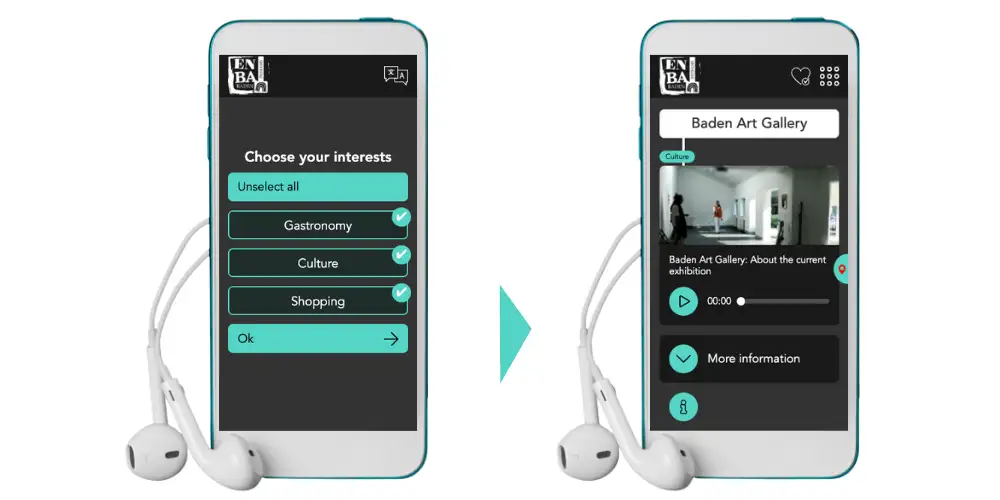 EN
BA
BADEN
文 A
Choose your interests
Unselect all
Gastronomy
Culture
Shopping
Ok
EN
BA
BADEN
Baden Art Gallery
Culture
Baden Art Gallery: About the current
exhibition
00:00
More information
i